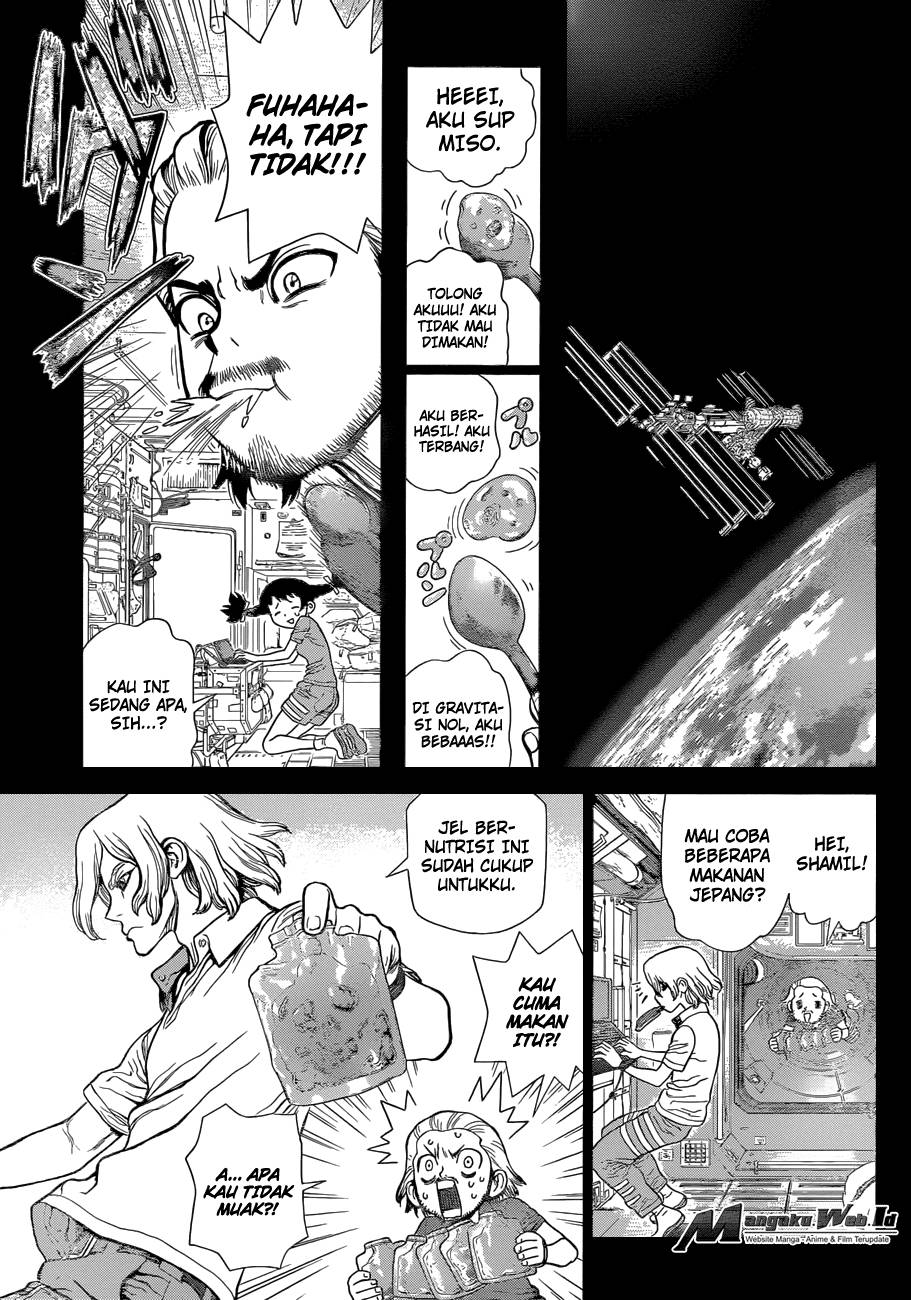 HEEEI,
AKU SUP
MISO.
TOLONG
AKUUU! AKU
TIDAK MAU
DIMAKAN!
AKU BER-
HASIL! AKU
TERBANG!
DI GRAVITA-
SI NOL, AKU
BEBAAAS!!
FUHAHA-
HA, TAPI
TIDAK!!!
KAU INI
SEDANG APA,
SIH...?
HEI,
SHAMIL!
MAU COBA
BEBERAPA
MAKANAN
JEPANG?
JEL BER-
NUTRISI INI
SUDAH CUKUP
UNTUKKU.
KAU
CUMA
MAKAN
ITU?!
A... APA
KAU TIDAK
MUAK?!
Mangaku Web.Id
Website Manga - Anime & Film Terupdate